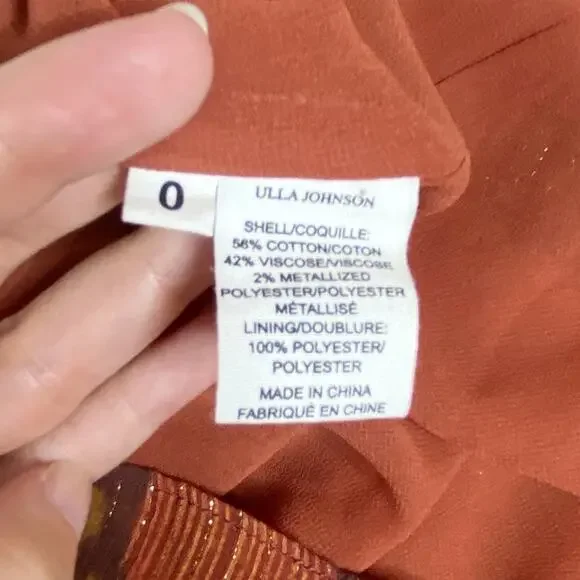 0
ULLA JOHNSON
SHELL/COQUILLE:
56% COTTON/COTON
42% VISCOSE/VISCOSE
2% METALLIZED
POLYESTER/POLYESTER
MÉTALLISÉ
LINING/DOUBLURE:
100% POLYESTER/
POLYESTER
MADE IN CHINA
FABRIQUÉ EN CHINE